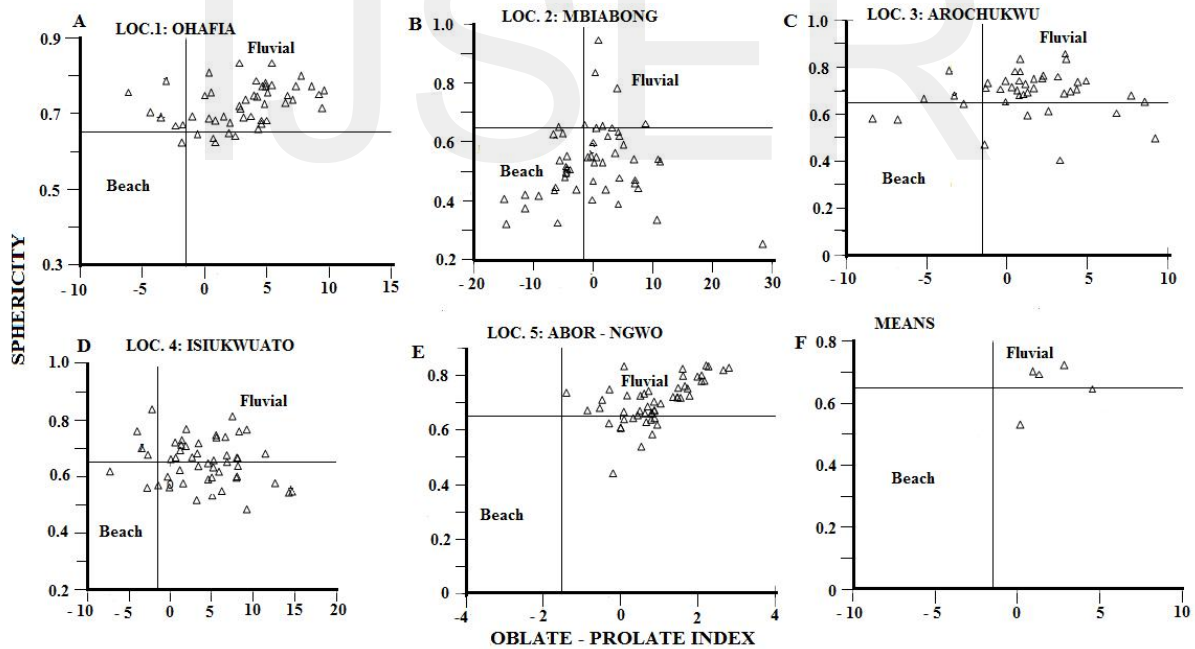 IJSER
A
LOC.1: OHAFIA
0.9
0.7
0.5
0.3
Fluvial
Beach
- 10
-5
0
5
10
15
B
LOC. 2: MBIABONG
1.0
0.8
0.6
0.4
0.2
Fluvial
Beach
-20
-10
0
10
20
30
C
LOC. 3: AROCHUKWU
1.0
0.8
0.6
0.4
0.2
0
Fluvial
Beach
-10
-5
0
5
10
SPHERICITY
D
LOC. 4: ISIUKWUATO
1.0
0.8
0.6
0.4
0.2
Fluvial
Beach
- 10
- 5
0
5
10
15
20
E
LOC. 5: ABOR - NGWO
0.8
0.6
0.4
0.2
0
Fluvial
Beach
-4
-2
0
2
4
F
MEANS
0.8
0.6
0.4
0.2
0
Fluvial
Beach
-10
-5
0
5
10
OBLATE - PROLATE INDEX